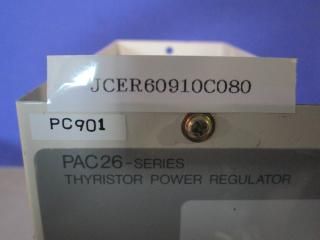 JCER60910C080
PC901
PAC26-SERIES
THYRISTOR POWER REGULATOR